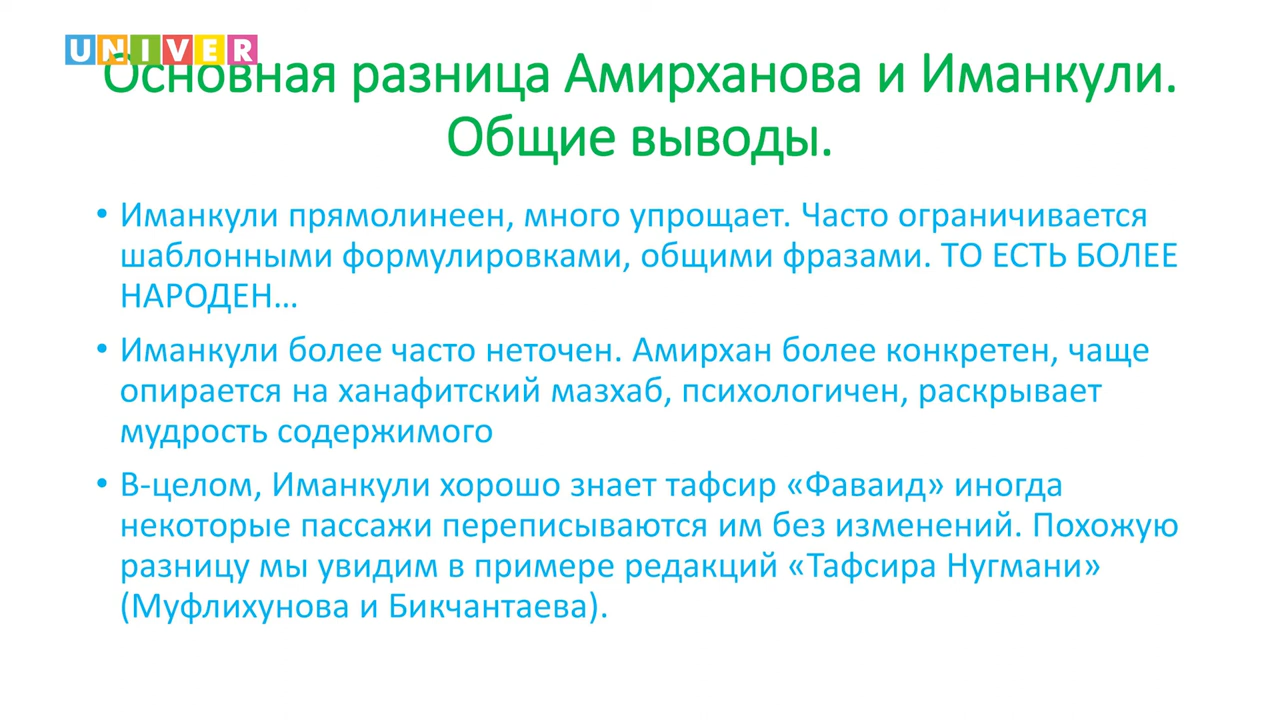 UNIVER
Основная разница Амирханова и Иманкули.
Общие выводы.
• Иманкули прямолинеен, много упрощает. Часто ограничивается
шаблонными формулировками, общими фразами. ТО ЕСТЬ БОЛЕЕ
НАРОДЕН…
• Иманкули более часто неточен. Амирхан более конкретен, чаще
опирается на ханафитский мазхаб, психологичен, раскрывает
мудрость содержимого
• В-целом, Иманкули хорошо знает тафсир «Фаваид» иногда
некоторые пассажи переписываются им без изменений. Похожую
разницу мы увидим в примере редакций «Тафсира Нугмани»
(Муфлихунова и Бикчантаева).